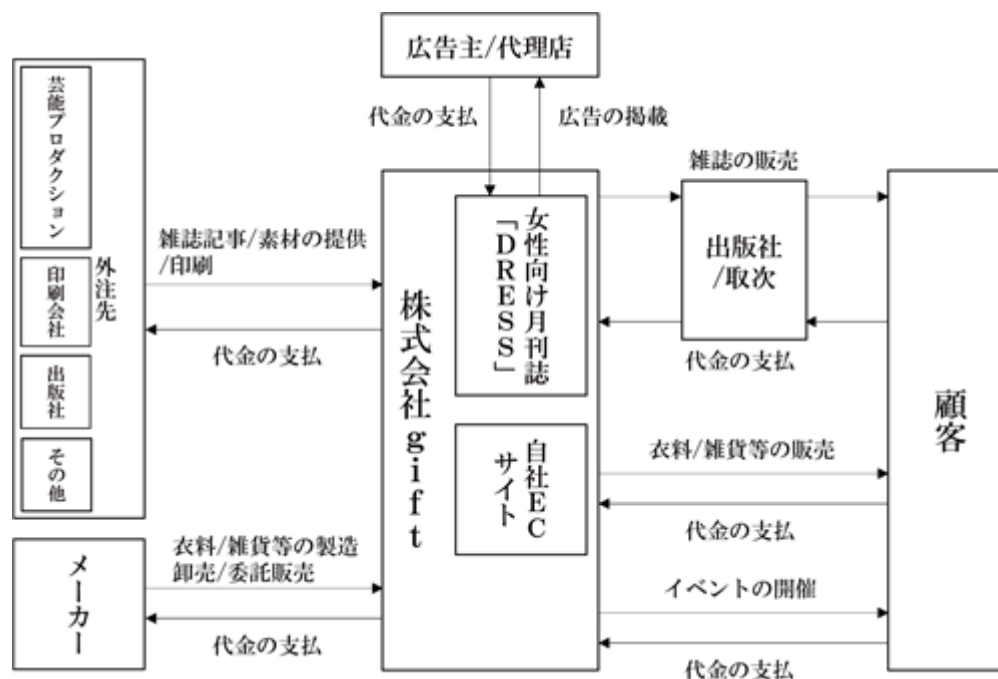 広告主/代理店
代金の支払
広告の掲載
芸能プロダクション
印刷会社
出版社
その他
外注先
雑誌記事/素材の提供
/印刷
代金の支払
メーカー
衣料/雑貨等の製造
卸売/委託販売
代金の支払
株式会社gift
女性向け月刊誌
「DRESS」
自社EC
サイト
雑誌の販売
出版社
/取次
代金の支払
衣料/雑貨等の販売
代金の支払
イベントの開催
代金の支払
顧客